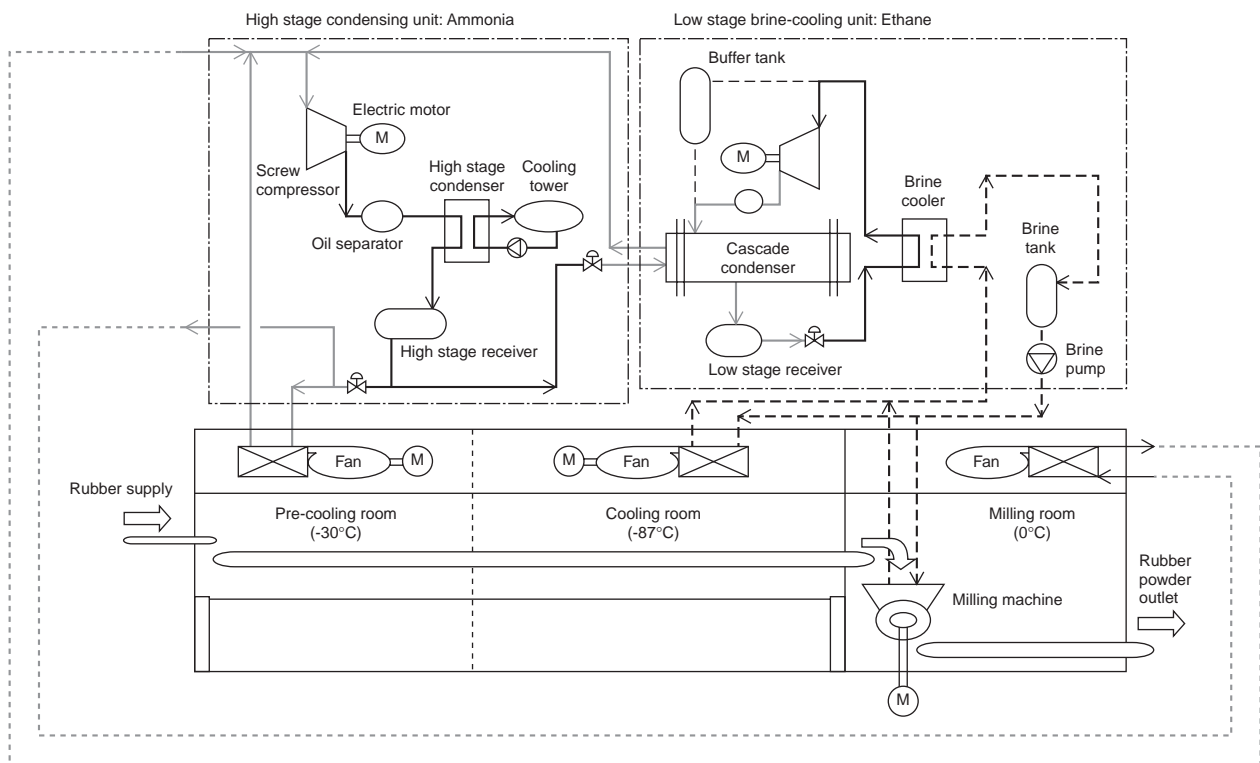 High stage condensing unit: Ammonia
Low stage brine-cooling unit: Ethane
Buffer tank
Electric motor
M
Screw
compressor
High stage
condenser
Cooling
tower
Oil separator
High stage receiver
M
Brine
cooler
Cascade
condenser
Brine
tank
Low stage receiver
Brine
pump
Fan
M
M
Fan
Fan
Rubber supply
Pre-cooling room
(-30°C)
Cooling room
(-87°C)
Milling room
(0°C)
Rubber
powder
outlet
Milling machine
M